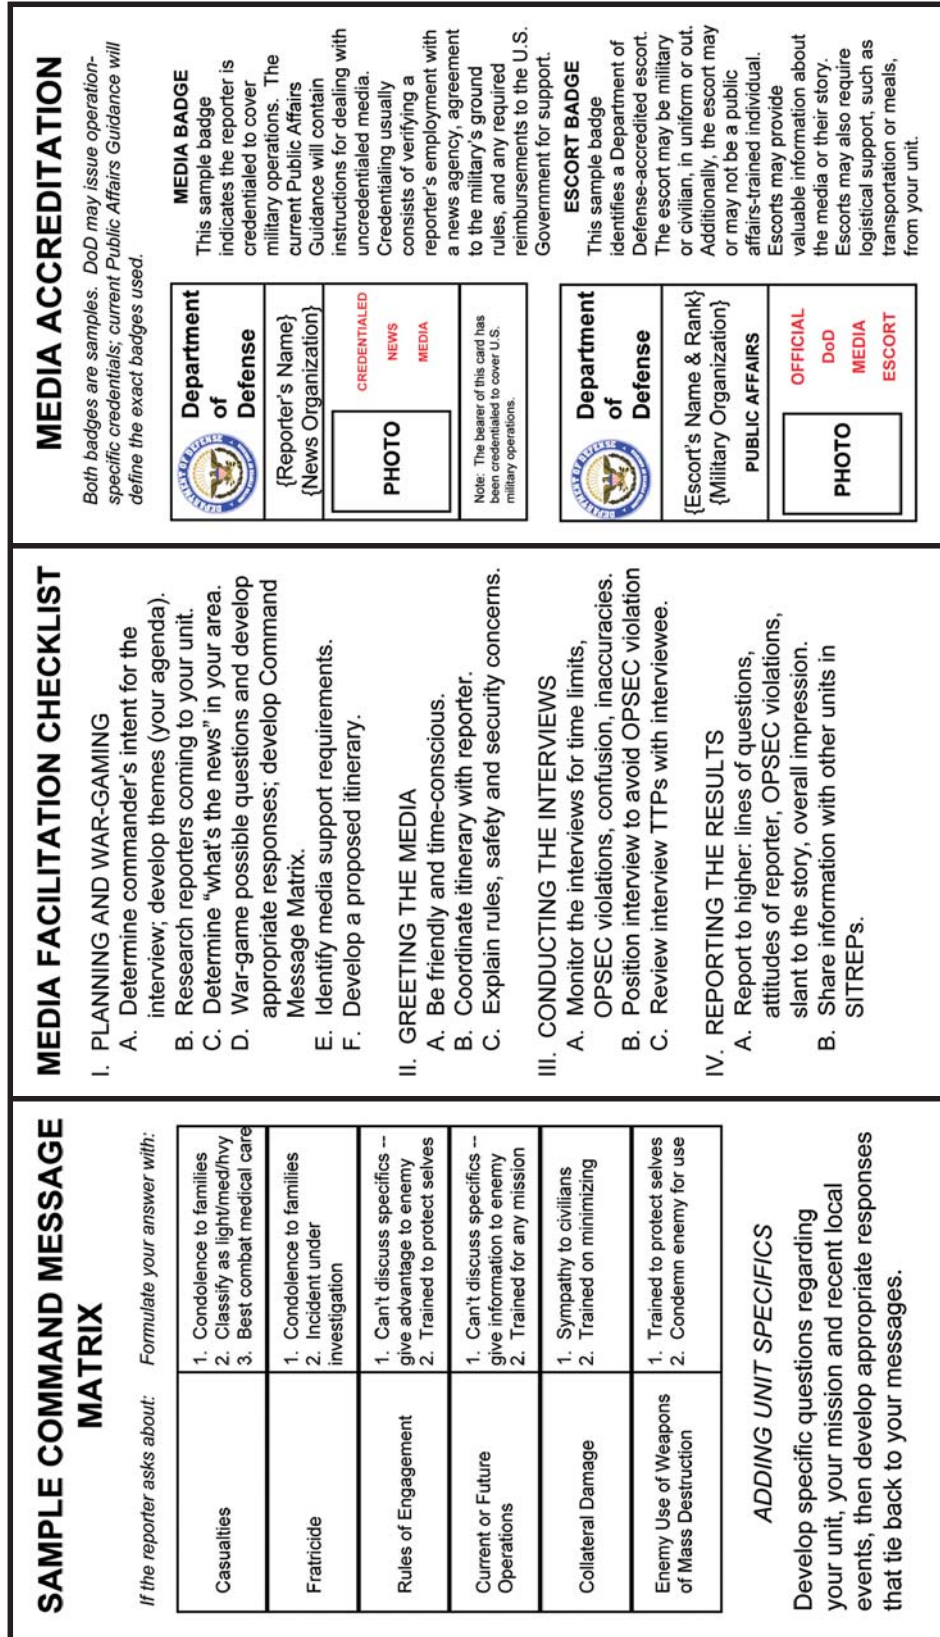 SAMPLE COMMAND MESSAGE
MATRIX
If the reporter asks about: Formulate your answer with:
Casualties
1. Condolence to families
2. Classify as light/med/hvy
3. Best combat medical care
Fratricide
1. Condolence to families
2. Incident under
investigation
Rules of Engagement
1. Can't discuss specifics --
give advantage to enemy
2. Trained to protect selves
Current or Future
Operations
1. Can't discuss specifics --
give information to enemy
2. Trained for any mission
Collateral Damage
1. Sympathy to civilians
2. Trained on minimizing
Enemy Use of Weapons
of Mass Destruction
1. Trained to protect selves
2. Condemn enemy for use
ADDING UNIT SPECIFICS
Develop specific questions regarding
your unit, your mission and recent local
events, then develop appropriate responses
that tie back to your messages.
MEDIA FACILITATION CHECKLIST
I. PLANNING AND WAR-GAMING
A. Determine commander's intent for the
interview; develop themes (your agenda).
B. Research reporters coming to your unit.
C. Determine "what's the news" in your area.
D. War-game possible questions and develop
appropriate responses; develop Command
Message Matrix.
E. Identify media support requirements.
F. Develop a proposed itinerary.
II. GREETING THE MEDIA
A. Be friendly and time-conscious.
B. Coordinate itinerary with reporter.
C. Explain rules, safety and security concerns.
III. CONDUCTING THE INTERVIEWS
A. Monitor the interviews for time limits,
OPSEC violations, confusion, inaccuracies.
B. Position interview to avoid OPSEC violation
C. Review interview TTPs with interviewee.
IV. REPORTING THE RESULTS
A. Report to higher: lines of questions,
attitudes of reporter, OPSEC violations,
slant to the story, overall impression.
B. Share information with other units in
SITREPs.
MEDIA ACCREDITATION
Both badges are samples. DoD may issue operation-
specific credentials; current Public Affairs Guidance will
define the exact badges used.
DEPARTMENT OF DEFENSE
UNITED STATES OF AMERICA
Department
of
Defense
{Reporter's Name}
{News Organization}
PHOTO
CREDENTIALED
NEWS
MEDIA
Note: The bearer of this card has
been credentialed to cover U.S.
military operations.
MEDIA BADGE
This sample badge
indicates the reporter is
credentialed to cover
military operations. The
current Public Affairs
Guidance will contain
instructions for dealing with
uncredentialed media.
Credentialing usually
consists of verifying a
reporter's employment with
a news agency, agreement
to the military's ground
rules, and any required
reimbursements to the U.S.
Government for support.
DEPARTMENT OF DEFENSE
UNITED STATES OF AMERICA
Department
of
Defense
{Escort's Name & Rank}
{Military Organization}
PUBLIC AFFAIRS
PHOTO
OFFICIAL
DoD
MEDIA
ESCORT
ESCORT BADGE
This sample badge
identifies a Department of
Defense-accredited escort.
The escort may be military
or civilian, in uniform or out.
Additionally, the escort may
or may not be a public
affairs-trained individual.
Escorts may provide
valuable information about
the media or their story.
Escorts may also require
logistical support, such as
transportation or meals,
from your unit.